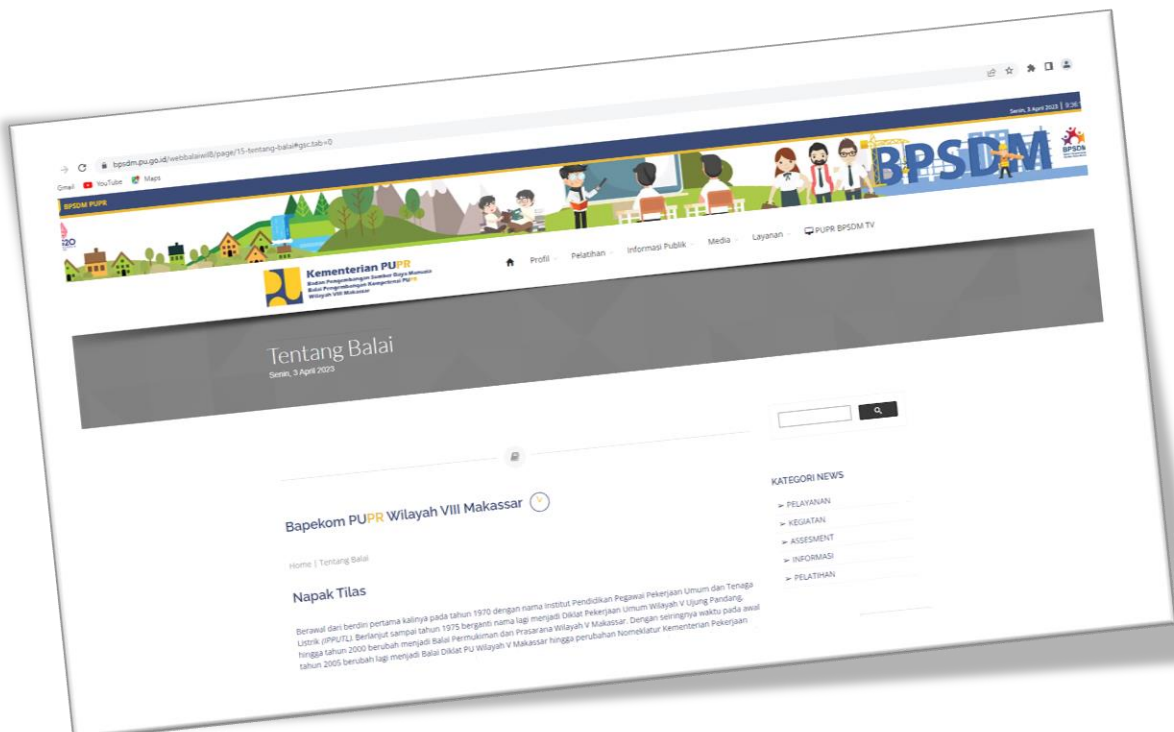 bpsdm.pu.go.id/webbalaiwil8/page/15-tentang-balai#gsc.tab=0
Gmail YouTube Maps
Senin, 3 April 2023
BPSDM PUPR
BPSDM
Kementerian PUPR
Badan Pengembangan Sumber Daya Manusia
Balai Pengembangan Kompetensi PUPR
Wilayah VIII Makassar
Profil Pelatihan Informasi Publik Media Layanan PUPR BPSDM TV
Tentang Balai
Senin, 3 April 2023
Bapekom PUPR Wilayah VIII Makassar
Home | Tentang Balai
Napak Tilas
Berawal dari berdin pertama kalinya pada tahun 1970 dengan nama Institut Pendidikan Pegawai Pekerjaan Umum dan Tenaga
Listrik (IPPUTL). Berlanjut sampai tahun 1975 berganti nama lagi menjadi Diklat Pekerjaan Umum Wilayah V Ujung Pandang,
hingga tahun 2000 berubah menjadi Balai Permukiman dan Prasarana Wilayah V Makassar. Dengan seiringnya waktu pada awal
tahun 2005 berubah lagi menjadi Balai Diklat PU Wilayah V Makassar hingga perubahan Nomeklatur Kementerian Pekerjaan
KATEGORI NEWS
➢ PELAYANAN
➢ KEGIATAN
➢ ASSESMENT
➢ INFORMASI
➢ PELATIHAN